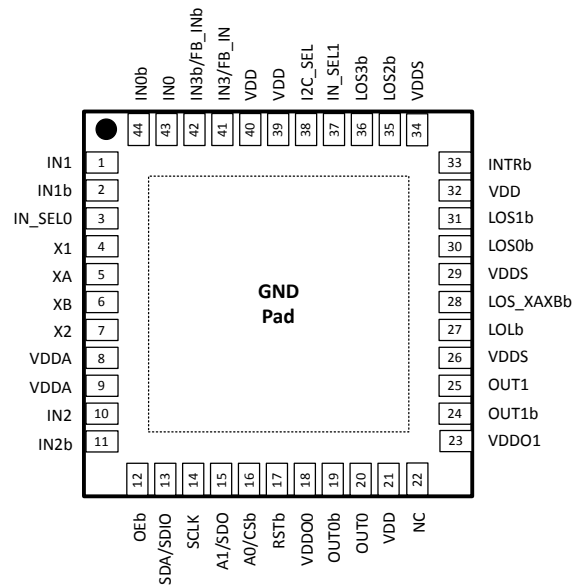 IN0b
IN0
IN3b/FB_INb
IN3/FB_IN
VDD
VDD
I2C_SEL
IN_SEL1
LOS3b
LOS2b
VDDS
44
43
42
41
40
39
38
37
36
35
34
IN1 1
IN1b 2
IN_SEL0 3
X1 4
XA 5
XB 6
X2 7
VDDA 8
VDDA 9
IN2 10
IN2b 11
GND
Pad
33 INTRb
32 VDD
31 LOS1b
30 LOS0b
29 VDDS
28 LOS_XAXBb
27 LOLb
26 VDDS
25 OUT1
24 OUT1b
23 VDDO1
12
13
14
15
16
17
18
19
20
21
22
OEb
SDA/SDIO
SCLK
A1/SDO
A0/CSb
RSTb
VDDO0
OUT0b
OUT0
VDD
NC